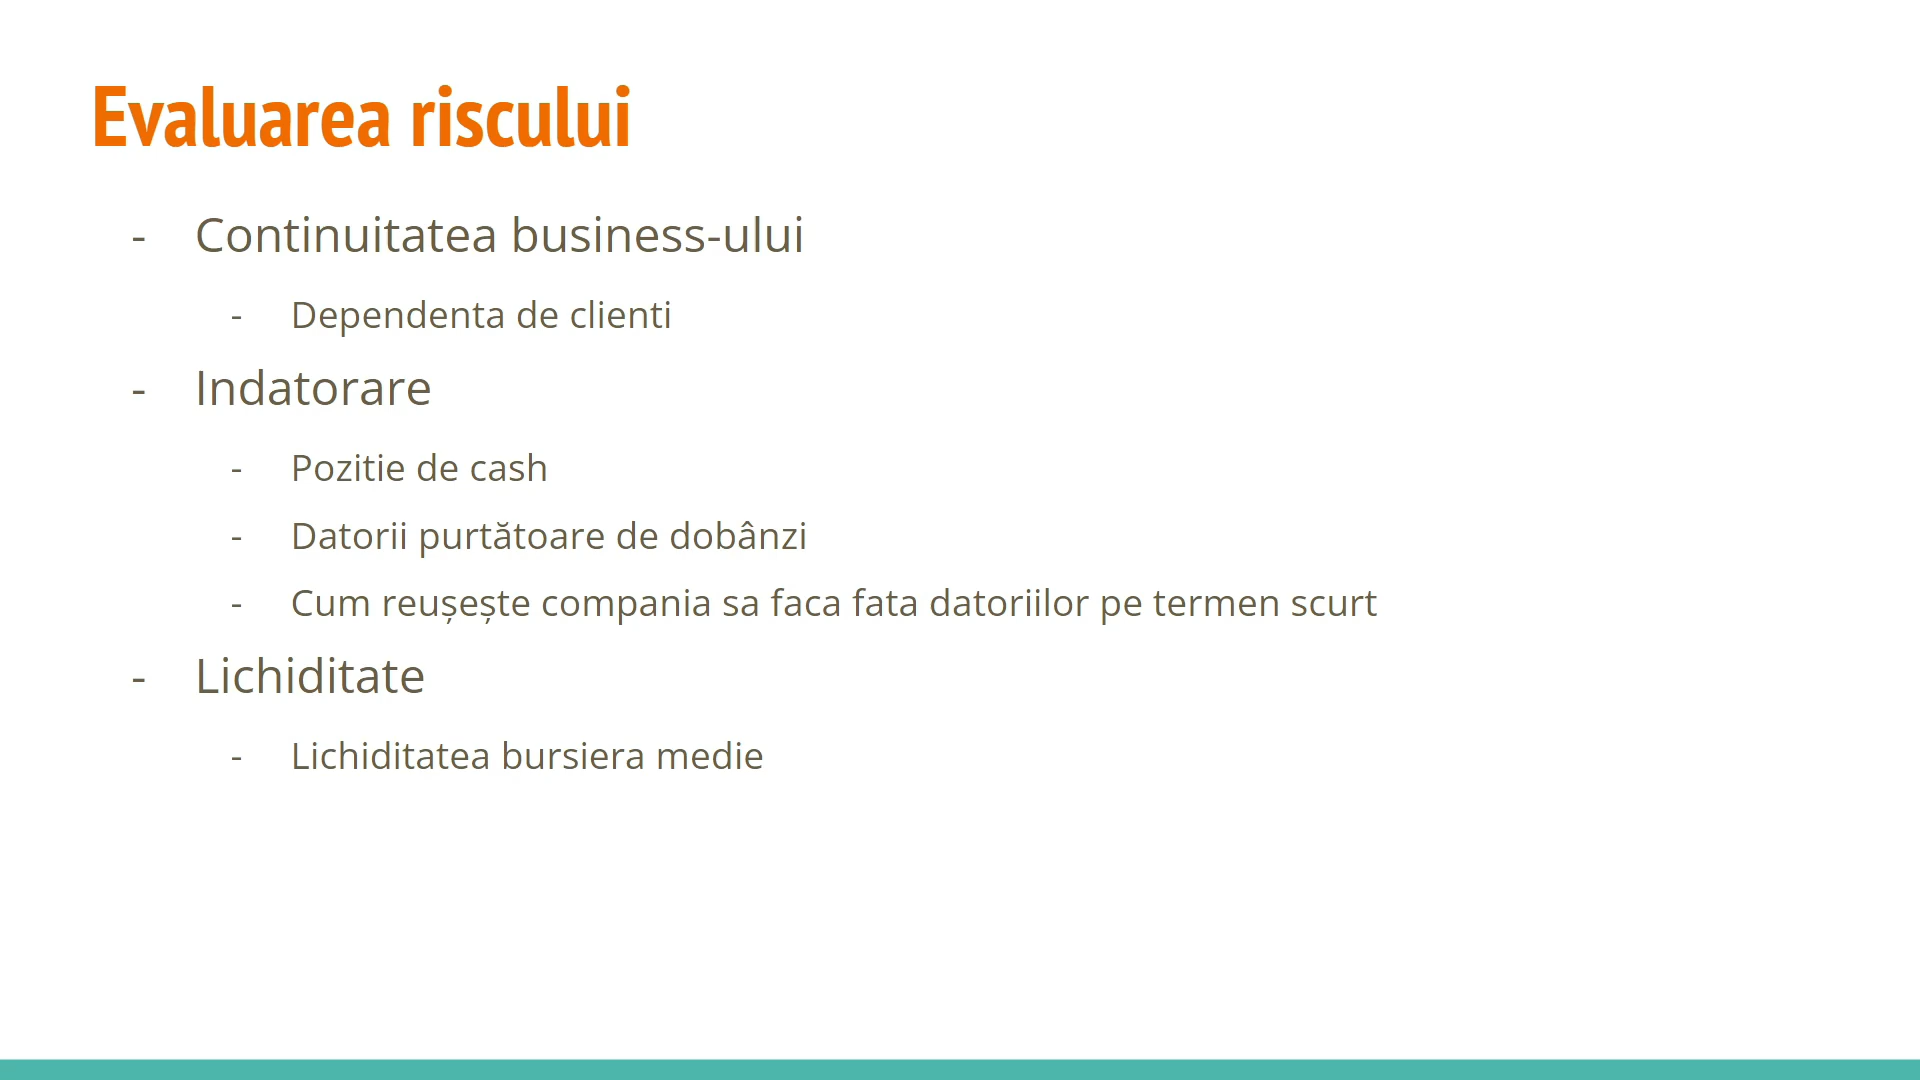 Evaluarea riscului
- Continuitatea business-ului
- Dependenta de clienti
- Indatorare
- Pozitie de cash
- Datorii purtătoare de dobânzi
- Cum reușește compania sa faca fata datoriilor pe termen scurt
- Lichiditate
- Lichiditatea bursiera medie